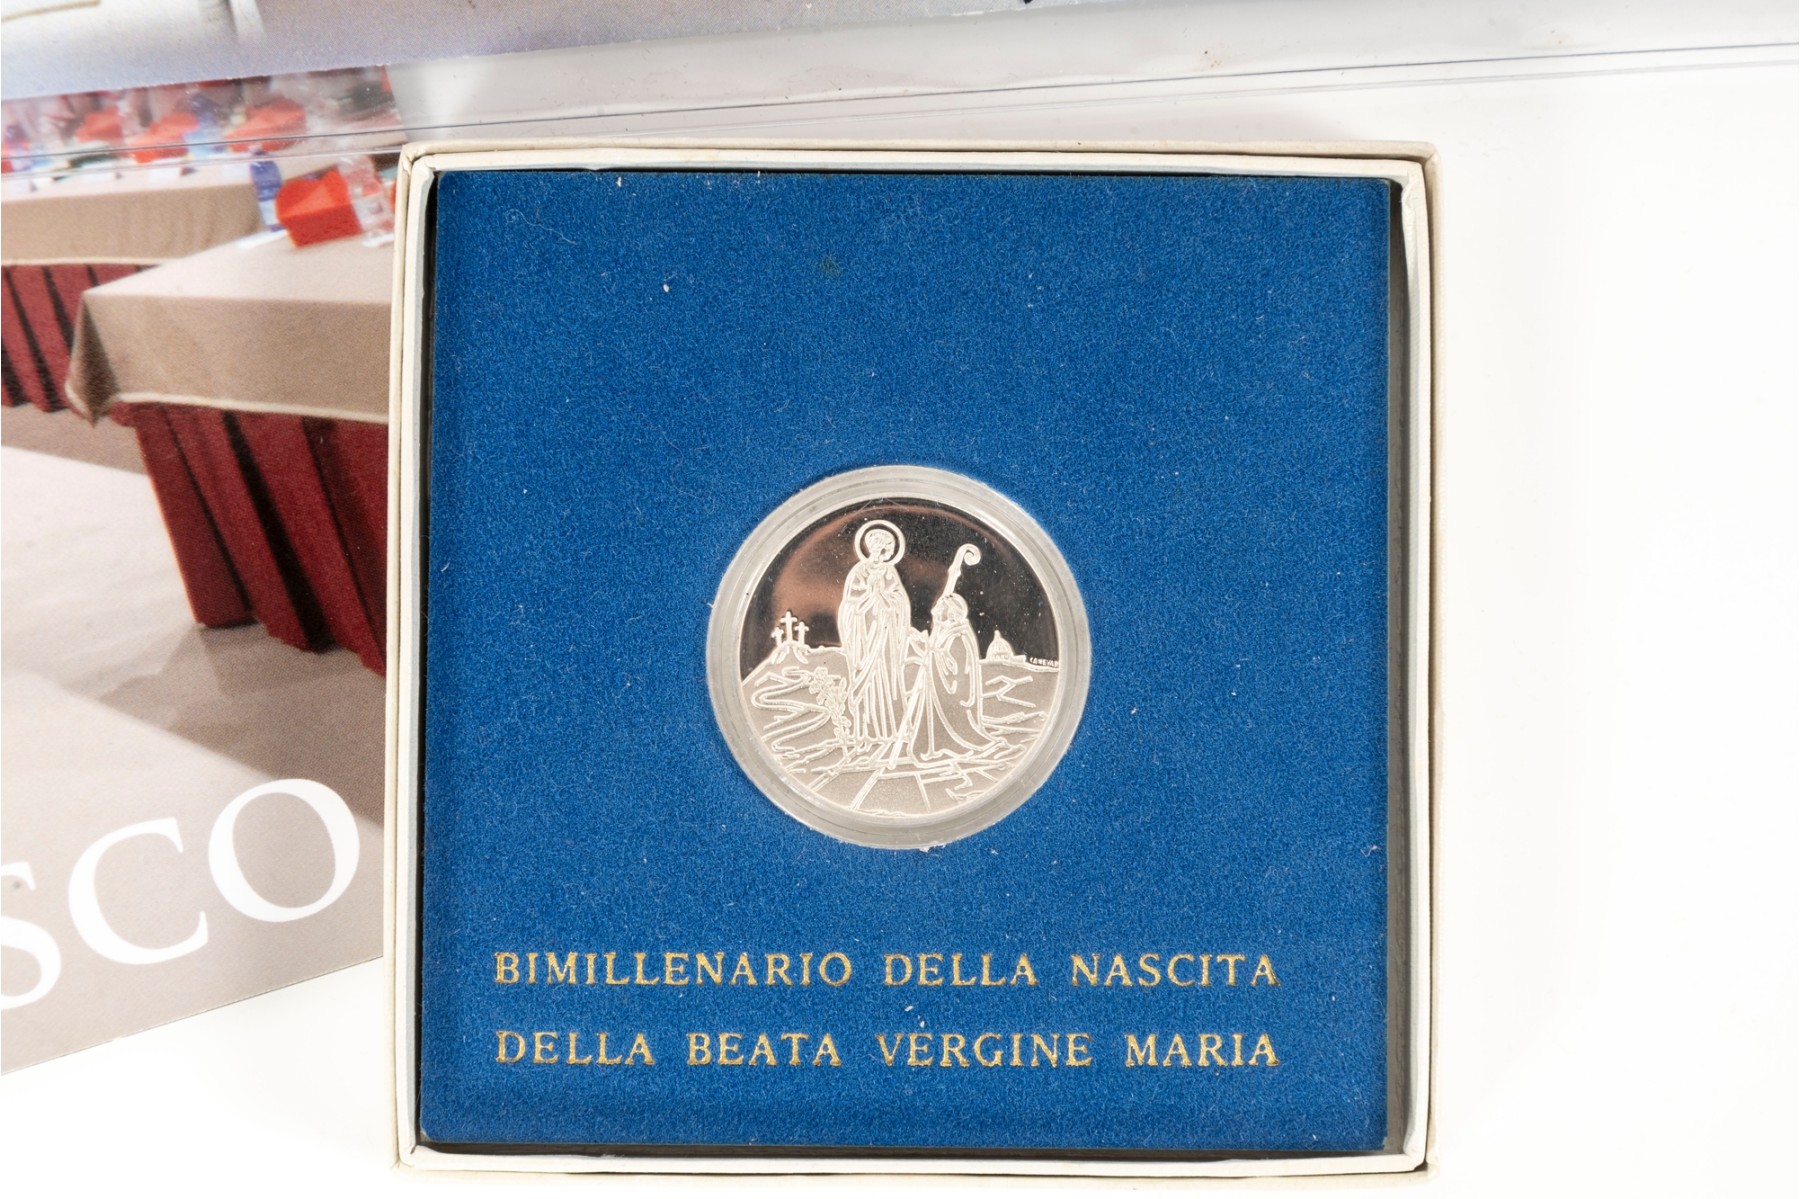 SCO
BIMILLENARIO DELLA NASCITA
DELLA BEATA VERGINE MARIA